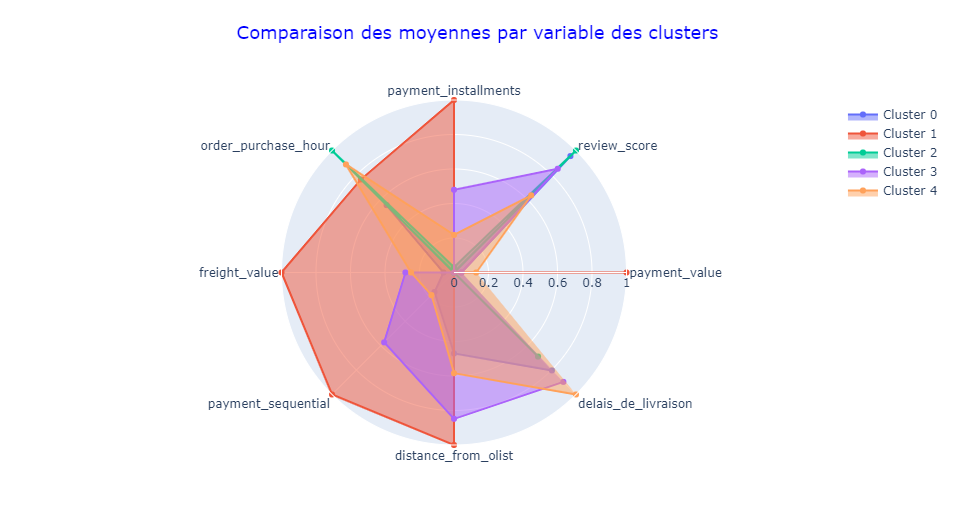 Comparaison des moyennes par variable des clusters
payment_installments
order_purchase_hour
review_score
freight_value
payment_value
0 0.2 0.4 0.6 0.8 1
payment_sequential
delais_de_livraison
distance_from_olist
Cluster 0
Cluster 1
Cluster 2
Cluster 3
Cluster 4